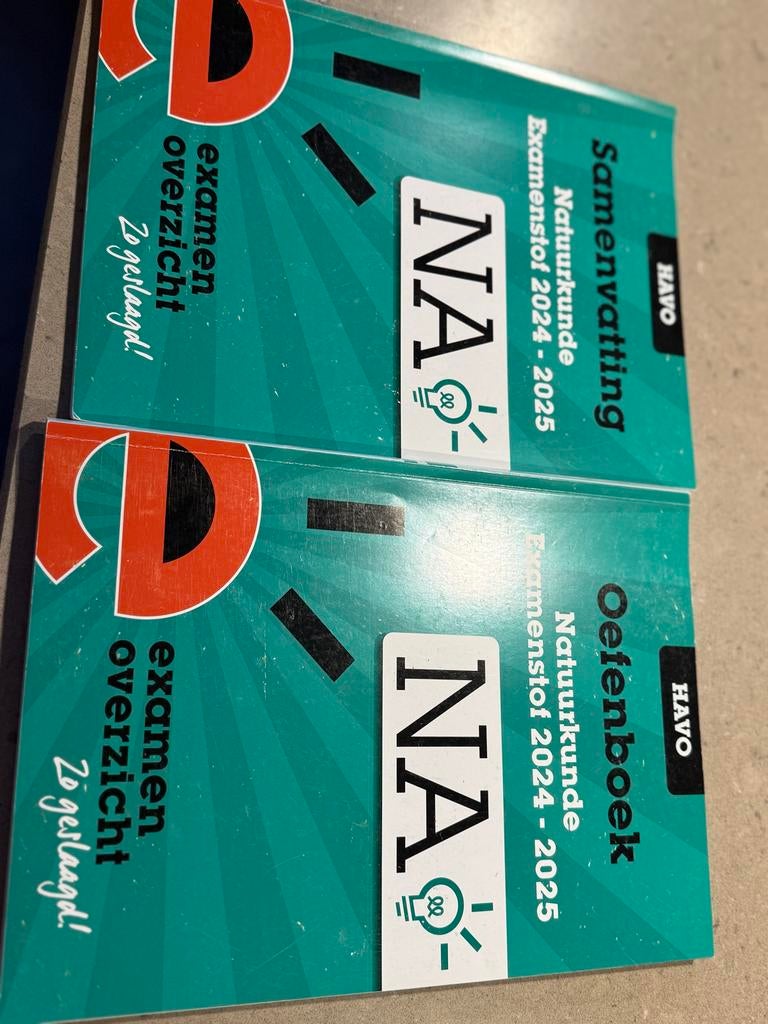 HAVO
Samenvatting
Natuurkunde
Examenstof 2024 - 2025
NA
e
examen
overzicht
Zo geslaagd!
HAVO
Oefenboek
Natuurkunde
Examenstof 2024 - 2025
NA
e
examen
overzicht
Zo geslaagd!